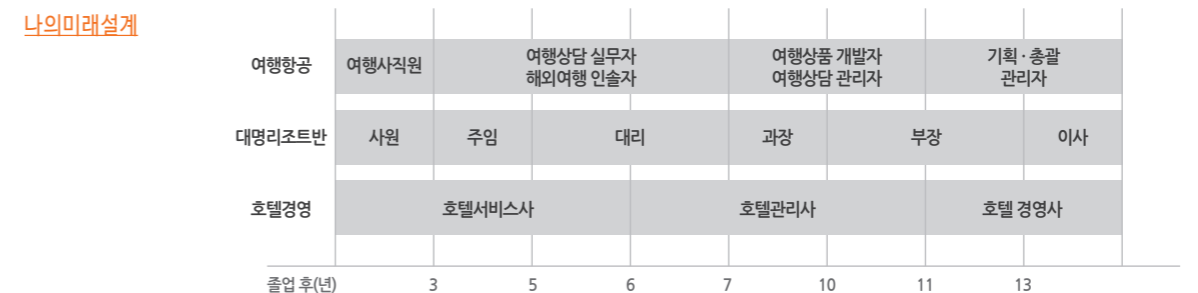 나의미래설계
여행항공 여행사직원 여행상담 실무자 여행상품 개발자 기획 · 총괄
해외여행 인솔자 여행상담 관리자 관리자
대명리조트반 사원 주임 대리 과장 부장 이사
호텔경영 호텔서비스사 호텔관리사 호텔 경영사
졸업 후(년) 3 5 6 7 10 11 13